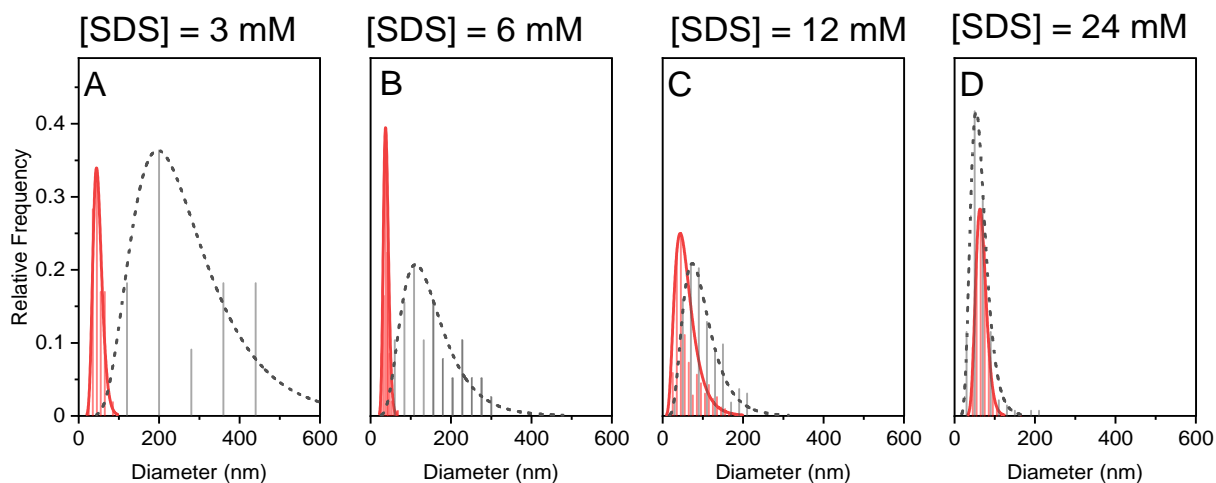 [SDS] = 3 mM
[SDS] = 6 mM
[SDS] = 12 mM
[SDS] = 24 mM
A
B
C
D
Relative Frequency
0.4
0.3
0.2
0.1
0
0
200
400
600
0
200
400
600
0
200
400
600
0
200
400
600
Diameter (nm)
Diameter (nm)
Diameter (nm)
Diameter (nm)